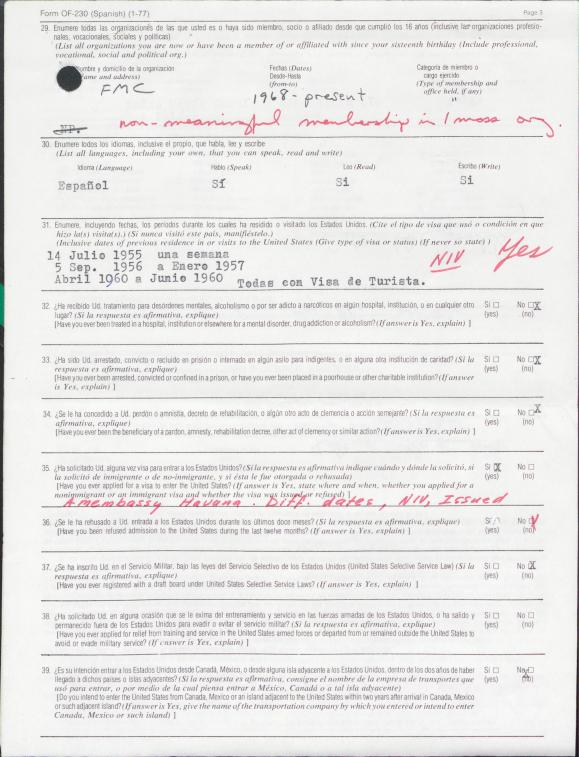 Form OF-230 (Spanish) (1-77) Page 3
29. Enumere todas las organizaciones de las que usted es o haya sido miembro, socio o afiliado desde que cumplió los 16 años (inclusive las organizaciones profesio-
nales, vocacionales, sociales y políticas)
(List all organizations you are now or have been a member of or affiliated with since your sixteenth birthday (Include professional,
vocational, social and political org.)
Nombre y domicilio de la organización Fechas (Dates) Categoría de miembro o
name and address) Desde-Hasta cargo ejercido
(from-to) (Type of membership and
office held, if any)
FMC 1968 - present "
NP. non-meaningful membership in 1 mass org.
30. Enumere todos los idiomas, inclusive el propio, que habla, lee y escribe
(List all languages, including your own, that you can speak, read and write)
Idioma (Language) Habla (Speak) Leo (Read) Escribo (Write)
Español Sí Si Si
31. Enumere, incluyendo fechas, los períodos durante los cuales ha residido o visitado los Estados Unidos. (Cite el tipo de visa que usó o condición en que
hizo la(s) visita(s).) (Si nunca visitó este país, manifiéstelo.)
(Inclusive dates of previous residence in or visits to the United States (Give type of visa or status) (If never so state) )
14 Julio 1955 una semana NIV Yes
5 Sep. 1956 a Enero 1957
Abril 1960 a Junio 1960 Todas con Visa de Turista.
32. ¿Ha recibido Ud. tratamiento para desórdenes mentales, alcoholismo o por ser adicto a narcóticos en algún hospital, institución, o en cualquier otro Sí □ No □ X
lugar? (Si la respuesta es afirmativa, explique) (yes) (no)
[Have you ever been treated in a hospital, institution or elsewhere for a mental disorder, drug addiction or alcoholism? (If answer is Yes, explain) ]
33. ¿Ha sido Ud. arrestado, convicto o recluido en prisión o internado en algún asilo para indigentes, o en alguna otra institución de caridad? (Si la Sí □ No □ X
respuesta es afirmativa, explique) (yes) (no)
[Have you ever been arrested, convicted or confined in a prison, or have you ever been placed in a poorhouse or other charitable institution? (If answer
is Yes, explain) ]
34. ¿Se le ha concedido a Ud. perdón o amnistía, decreto de rehabilitación, o algún otro acto de clemencia o acción semejante? (Si la respuesta es Sí □ No □ X
afirmativa, explique) (yes) (no)
[Have you ever been the beneficiary of a pardon, amnesty, rehabilitation decree, other act of clemency or similar action? (If answer is Yes, explain) ]
35. ¿Ha solicitado Ud. alguna vez visa para entrar a los Estados Unidos? (Si la respuesta es afirmativa indique cuándo y dónde la solicitó, si Sí X No □
la solicitó de inmigrante o de no-inmigrante, y si ésta le fue otorgada o rehusada) (yes) (no)
[Have you ever applied for a visa to enter the United States? (If answer is Yes, state where and when, whether you applied for a
nonimmigrant or an immigrant visa and whether the visa was issued or refused) ]
Amembassy Havana. Diff. dates, NIV, Issued
36. ¿Se le ha rehusado a Ud. entrada a los Estados Unidos durante los últimos doce meses? (Si la respuesta es afirmativa, explique) Sí No
[Have you been refused admission to the United States during the last twelve months? (If answer is Yes, explain) ] (yes) (no)
37. ¿Se ha inscrito Ud. en el Servicio Militar, bajo las leyes del Servicio Selectivo de los Estados Unidos (United States Selective Service Law) (Si la Sí □ No X
respuesta es afirmativa, explique) (yes) (no)
[Have you ever registered with a draft board under United States Selective Service Laws? (If answer is Yes, explain) ]
38. ¿Ha solicitado Ud. en alguna ocasión que se le exima del entrenamiento y servicio en las fuerzas armadas de los Estados Unidos, o ha salido y Sí □ No □
permanecido fuera de los Estados Unidos para evadir o evitar el servicio militar? (Si la respuesta es afirmativa, explique) (yes) (no)
[Have you ever applied for relief from training and service in the United States armed forces or departed from or remained outside the United States to
avoid or evade military service? (If answer is Yes, explain) ]
39. ¿Es su intención entrar a los Estados Unidos desde Canadá, México, o desde alguna isla adyacente a los Estados Unidos, dentro de los dos años de haber Sí □ No □
llegado a dichos países o islas adyacentes? (Si la respuesta es afirmativa, consigne el nombre de la empresa de transportes que (yes) (no)
usó para entrar, o por medio de la cual piensa entrar a México, Canadá o a tal isla adyacente)
[Do you intend to enter the United States from Canada, Mexico or an island adjacent to the United States within two years after arrival in Canada, Mexico
or such adjacent island? (If answer is Yes, give the name of the transportation company by which you entered or intend to enter
Canada, Mexico or such island) ]